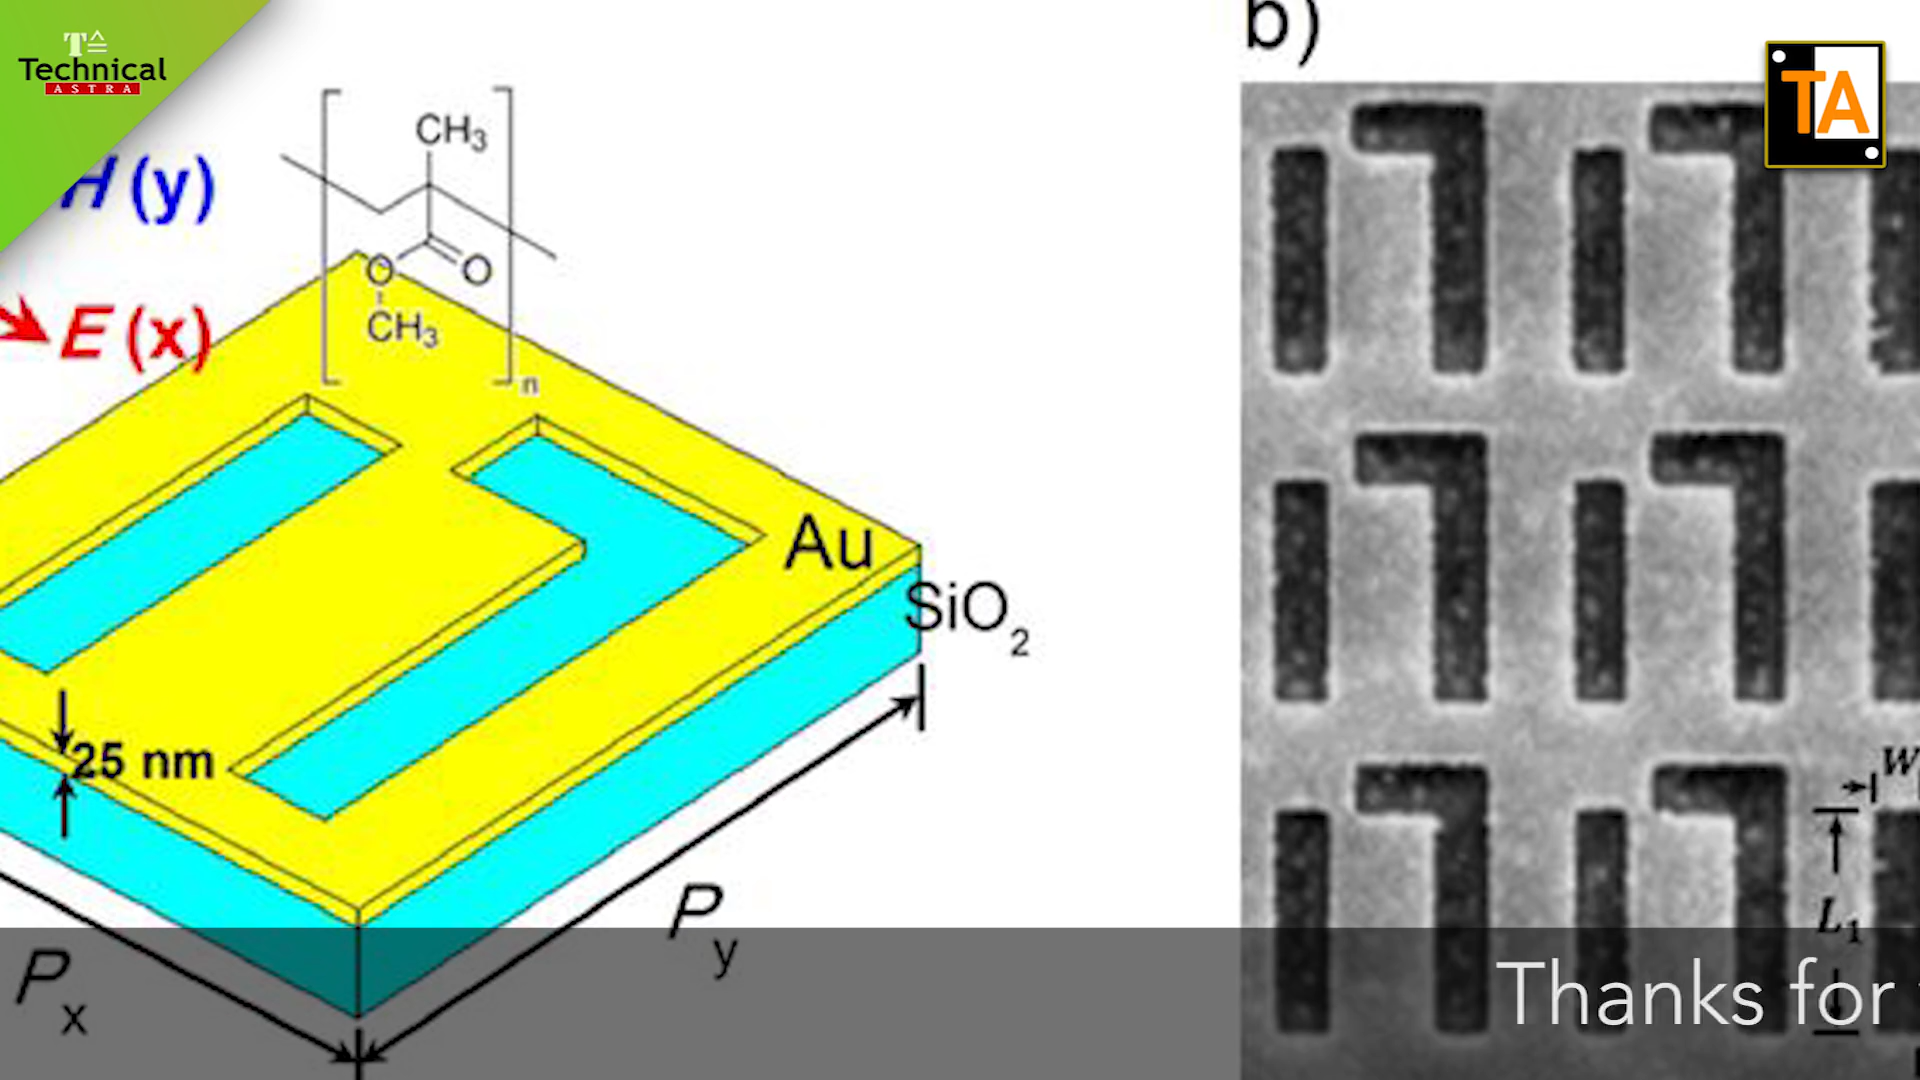 T
Technical
ASTRA
H (y)
E (x)
CH3
O
O
CH3
n
Au
SiO2
25 nm
Px
Py
b)
TA
W
L1
Thanks for